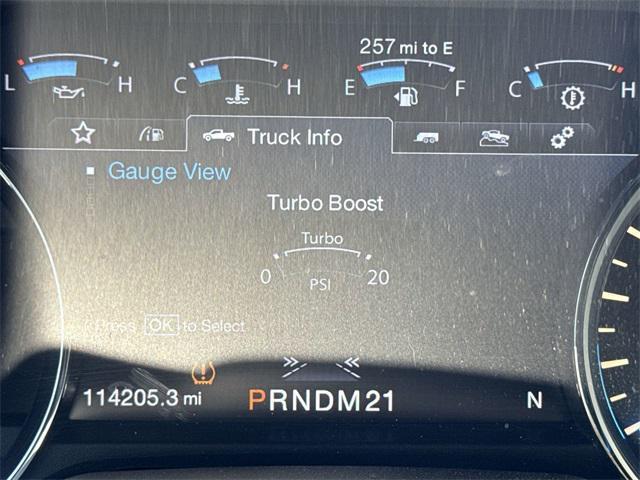 257 mi to E
L H C H E F C H
Truck Info
Gauge View
Turbo Boost
Turbo
0 PSI 20
Press OK to Select
114205.3 mi PRNDM21 N